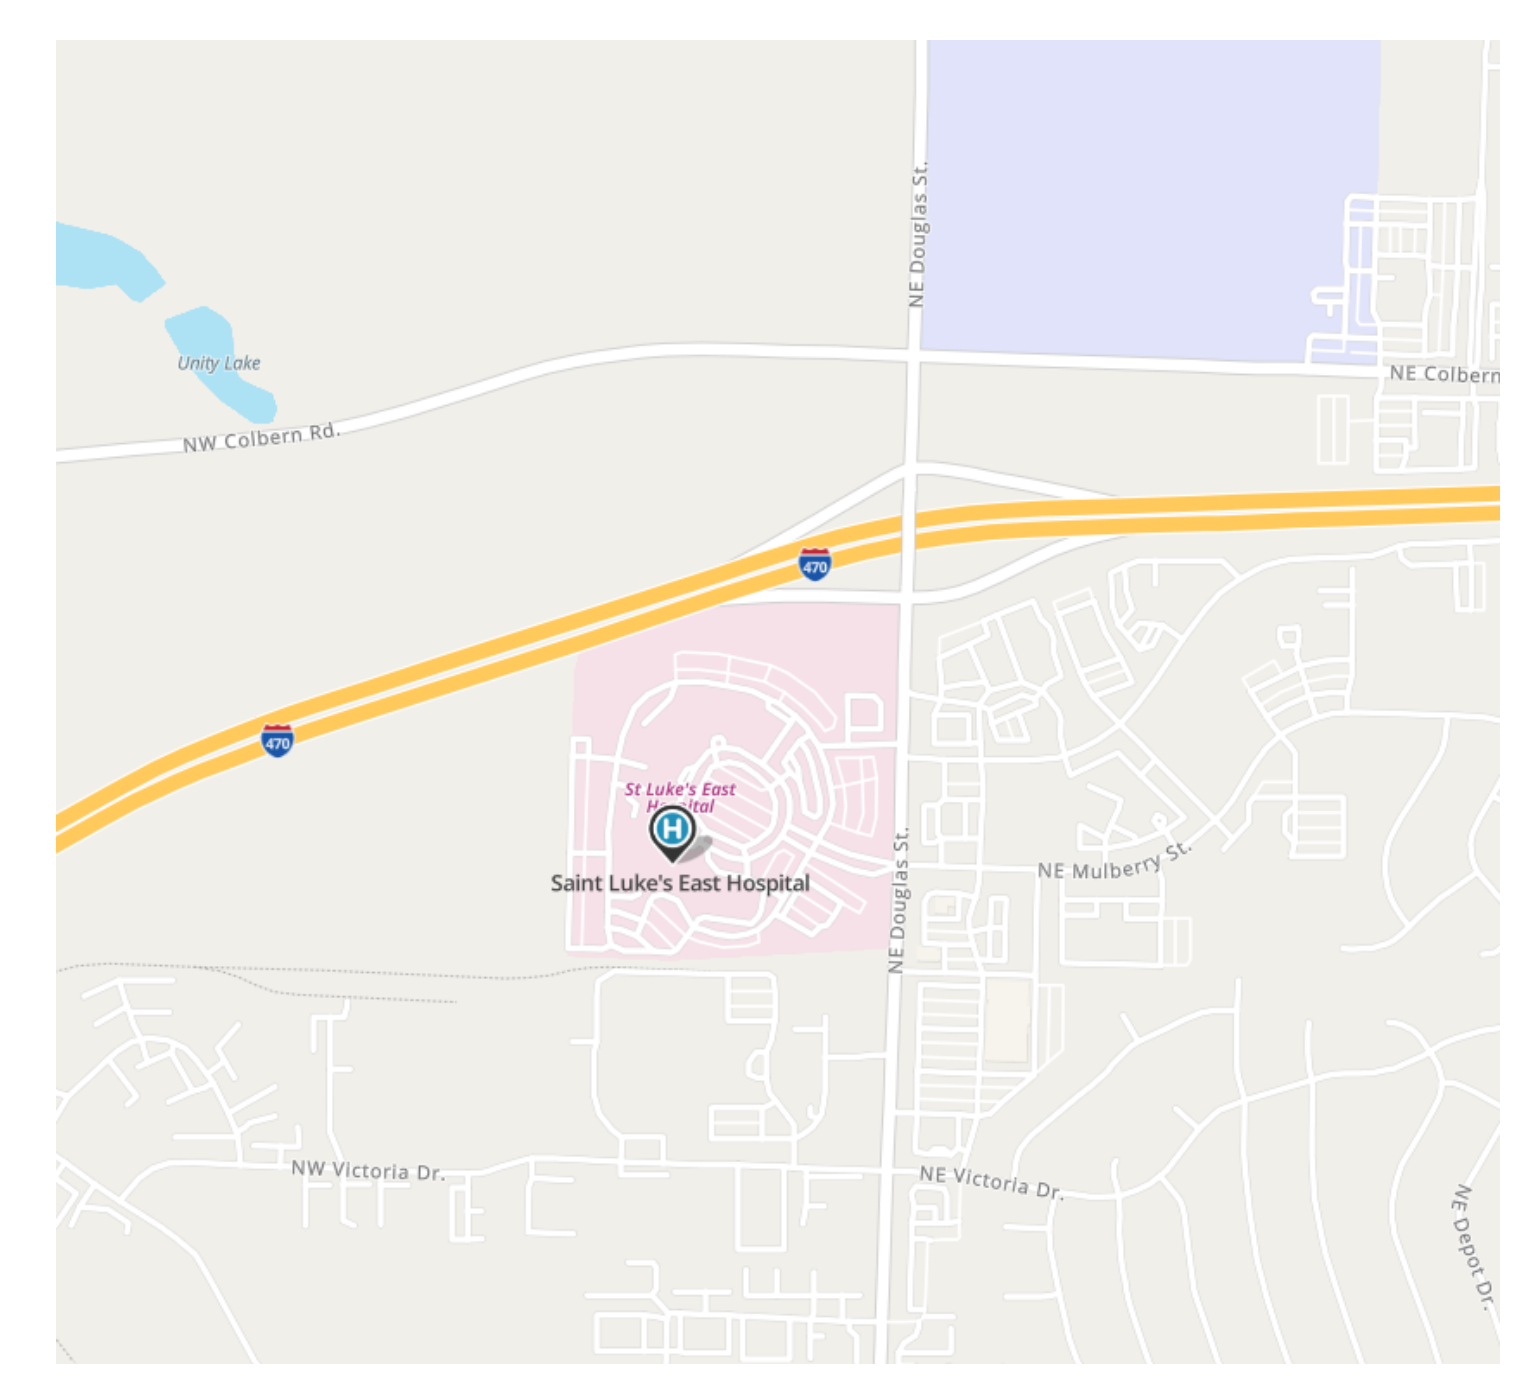 NE Douglas St.
Unity Lake
NE Colbern
NW Colbern Rd.
470
470
St Luke's East
Hospital
H
Saint Luke's East Hospital
NE Mulberry St.
NE Douglas St.
NW Victoria Dr.
NE Victoria Dr.
NE Depot Dr.